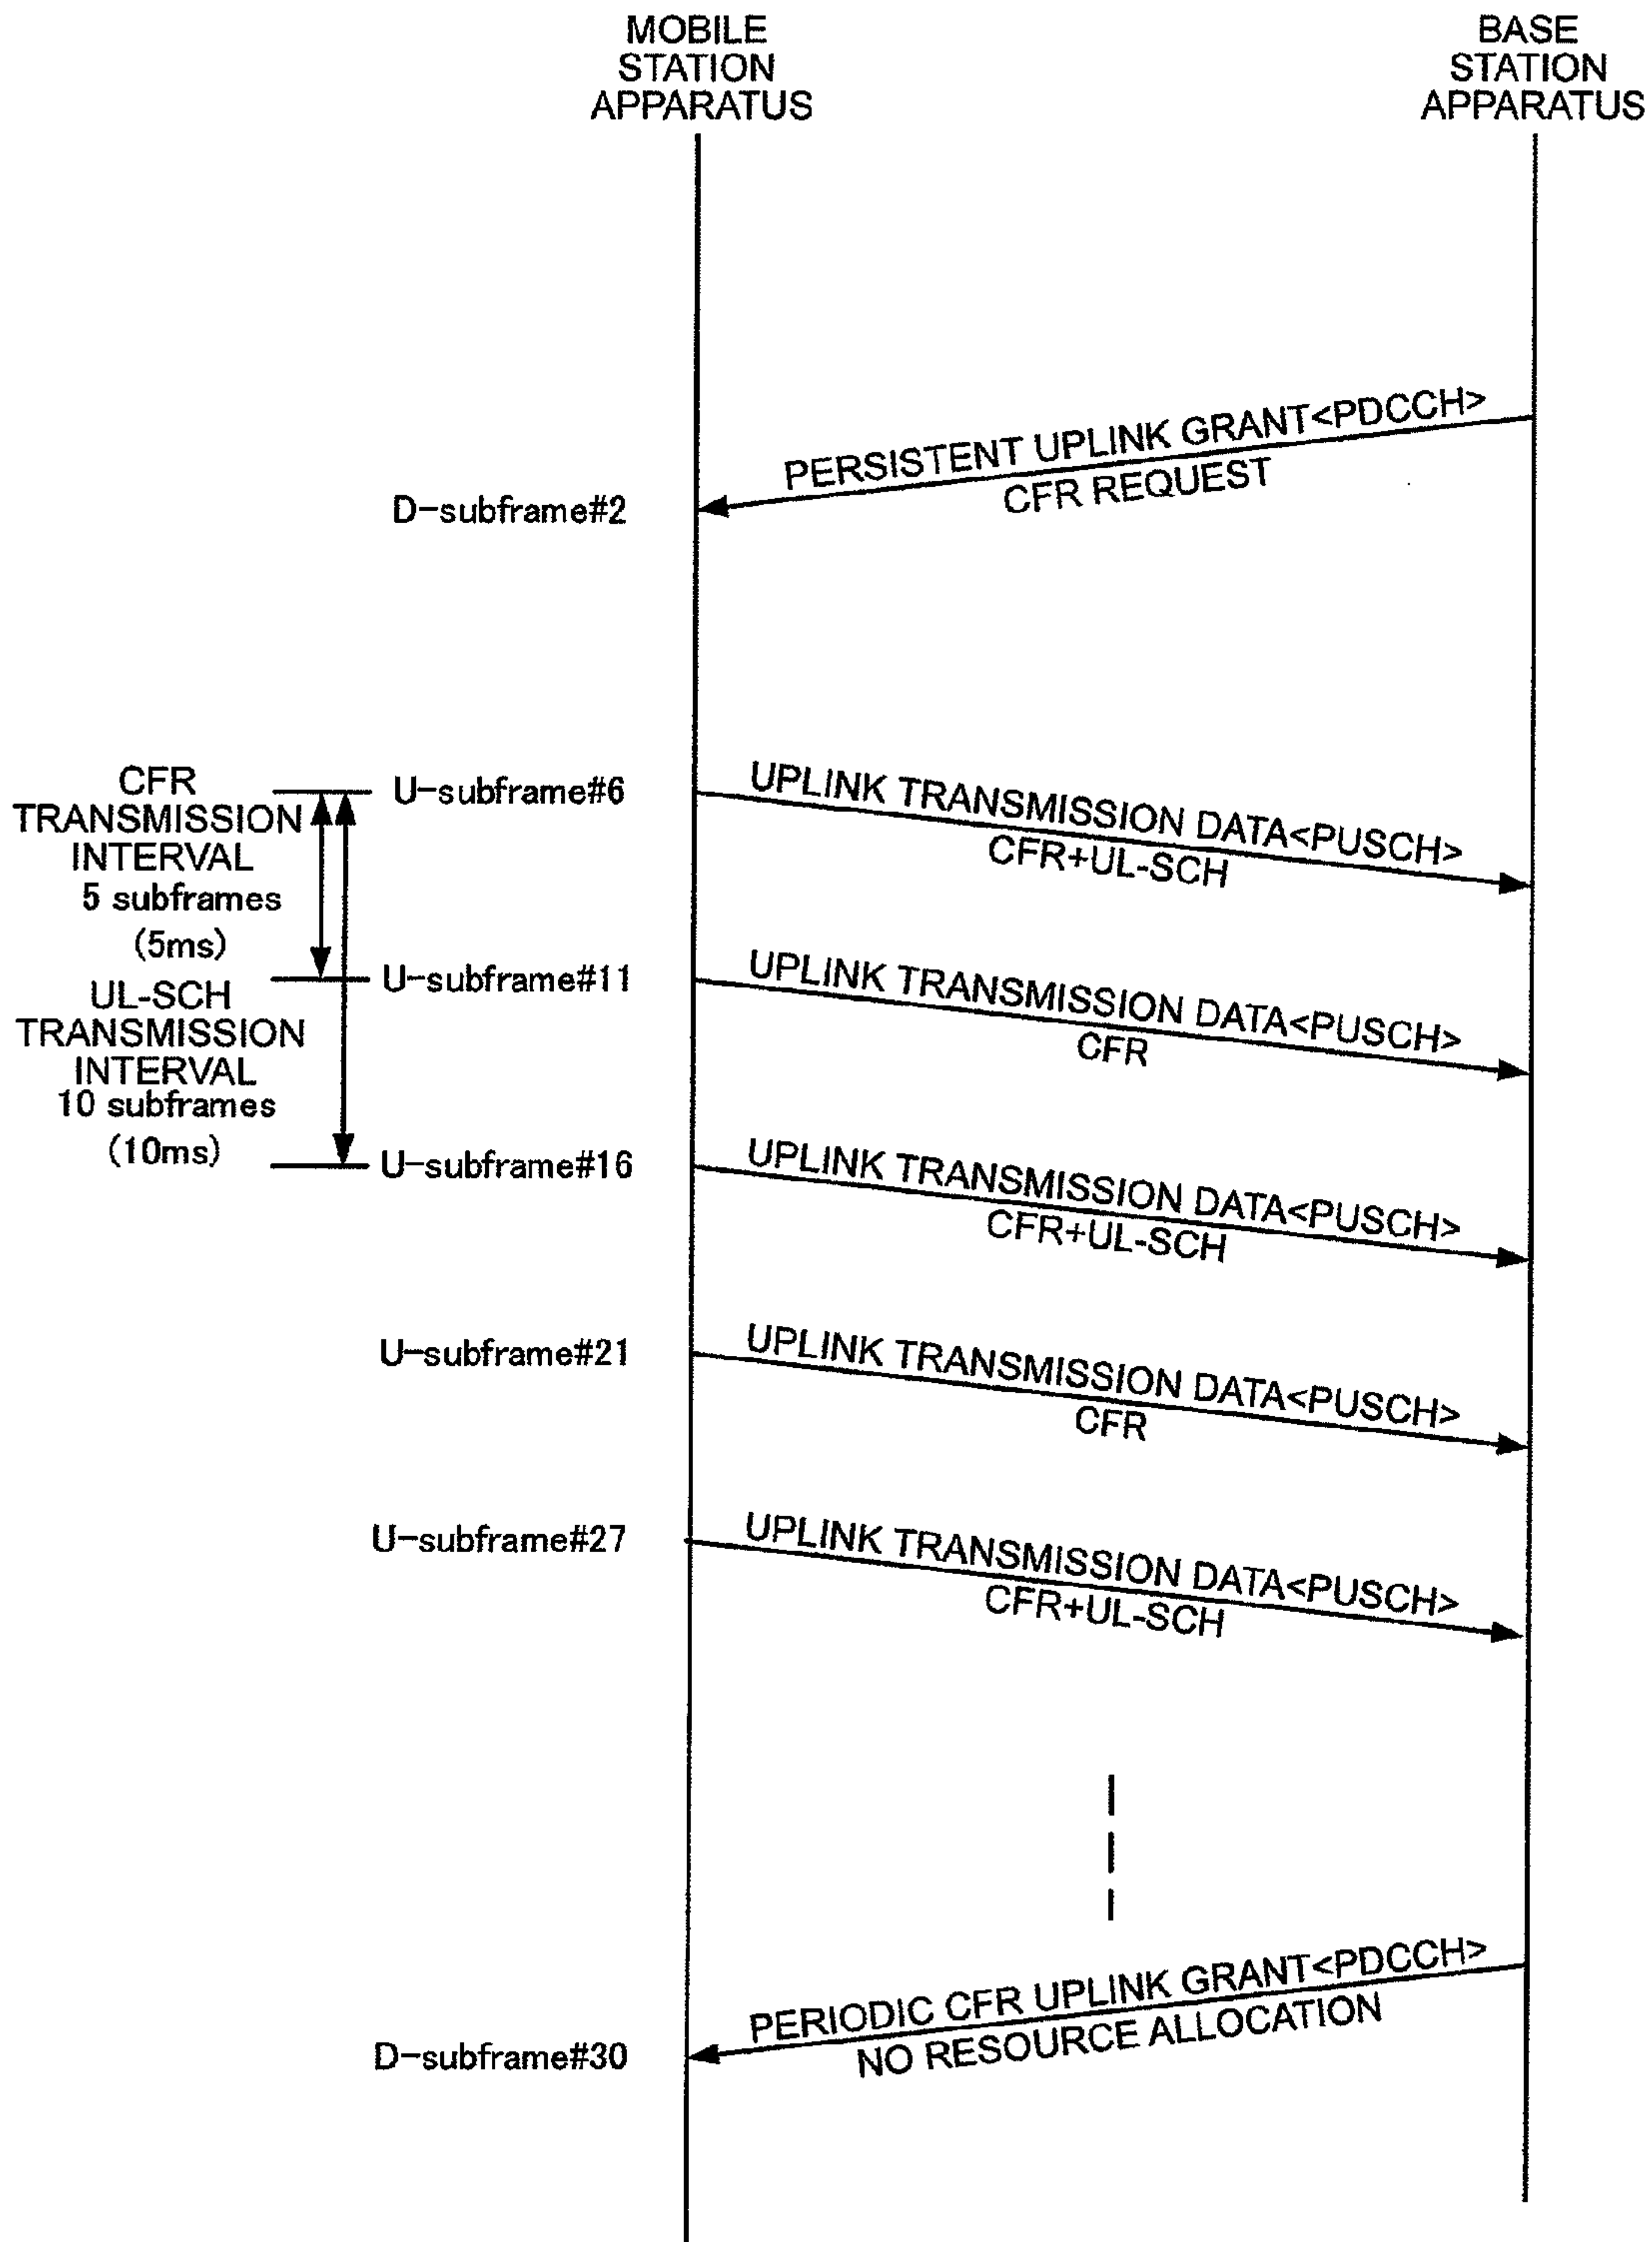 MOBILE
STATION
APPARATUS
BASE
STATION
APPARATUS
PERSISTENT UPLINK GRANT<PDCCH>
CFR REQUEST
D-subframe#2
CFR
TRANSMISSION
INTERVAL
5 subframes
(5ms)
U-subframe#6
UPLINK TRANSMISSION DATA<PUSCH>
CFR+UL-SCH
UL-SCH
TRANSMISSION
INTERVAL
10 subframes
(10ms)
U-subframe#11
UPLINK TRANSMISSION DATA<PUSCH>
CFR
U-subframe#16
UPLINK TRANSMISSION DATA<PUSCH>
CFR+UL-SCH
U-subframe#21
UPLINK TRANSMISSION DATA<PUSCH>
CFR
U-subframe#27
UPLINK TRANSMISSION DATA<PUSCH>
CFR+UL-SCH
PERIODIC CFR UPLINK GRANT<PDCCH>
NO RESOURCE ALLOCATION
D-subframe#30